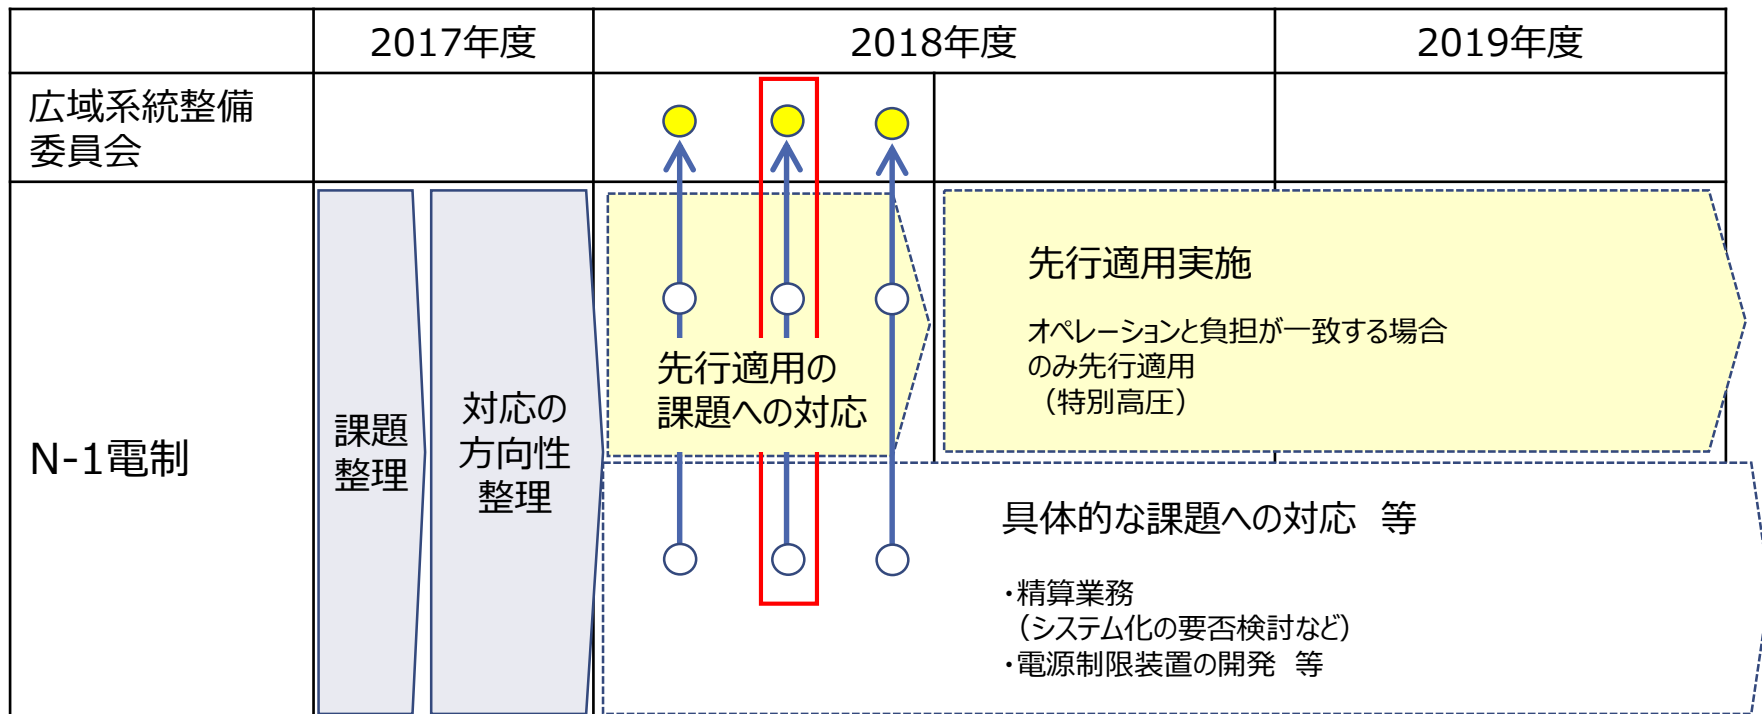 2017年度
2018年度
2019年度
広域系統整備
委員会
N-1電制
課題
整理
対応の
方向性
整理
先行適用の
課題への対応
先行適用実施
オペレーションと負担が一致する場合
のみ先行適用
（特別高圧）
具体的な課題への対応　等
・精算業務
（システム化の要否検討など）
・電源制限装置の開発　等